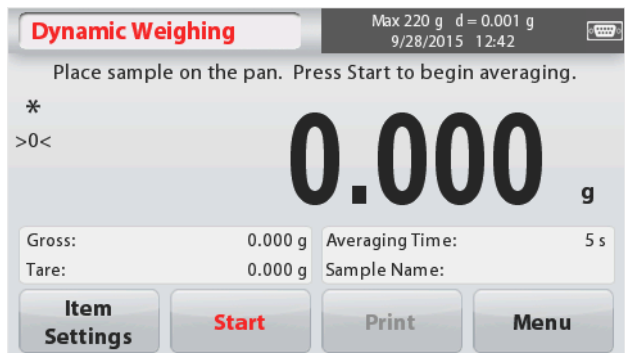 Dynamic Weighing
Max 220 g d = 0.001 g
9/28/2015 12:42
Place sample on the pan. Press Start to begin averaging.
*
>0<
0.000 g
Gross: 0.000 g
Tare: 0.000 g
Averaging Time: 5 s
Sample Name:
Item
Settings
Start
Print
Menu